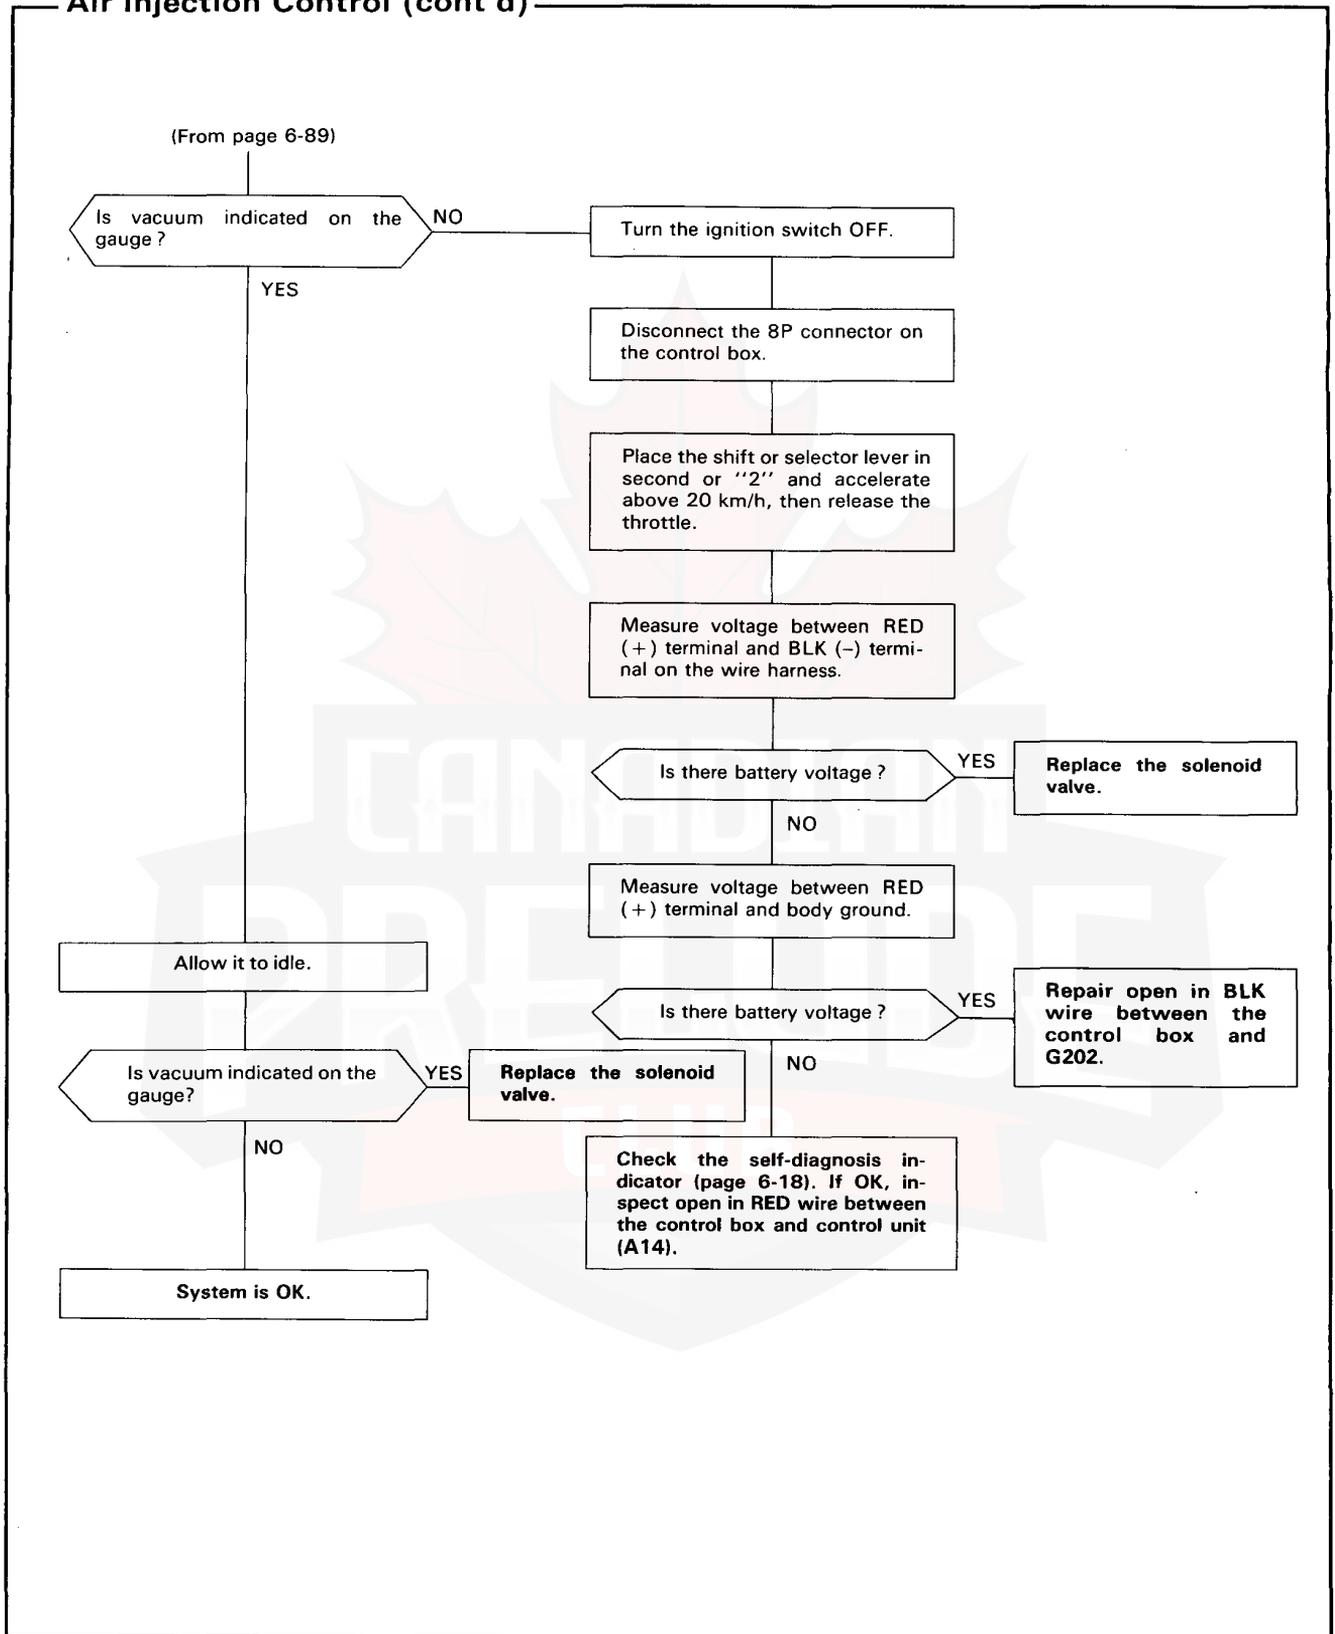 Air Injection Control (cont'd)
(From page 6-89)
Is vacuum indicated on the
gauge?
NO
YES
Turn the ignition switch OFF.
Disconnect the 8P connector on
the control box.
Place the shift or selector lever in
second or "2" and accelerate
above 20 km/h, then release the
throttle.
Measure voltage between RED
(+) terminal and BLK (–) termi-
nal on the wire harness.
Is there battery voltage?
YES
Replace the solenoid
valve.
NO
Measure voltage between RED
(+) terminal and body ground.
Is there battery voltage?
YES
Repair open in BLK
wire between the
control box and
G202.
NO
Check the self-diagnosis in-
dicator (page 6-18). If OK, in-
spect open in RED wire between
the control box and control unit
(A14).
Allow it to idle.
Is vacuum indicated on the
gauge?
YES
Replace the solenoid
valve.
NO
System is OK.
CANADIAN
PRELUDE
CLUB